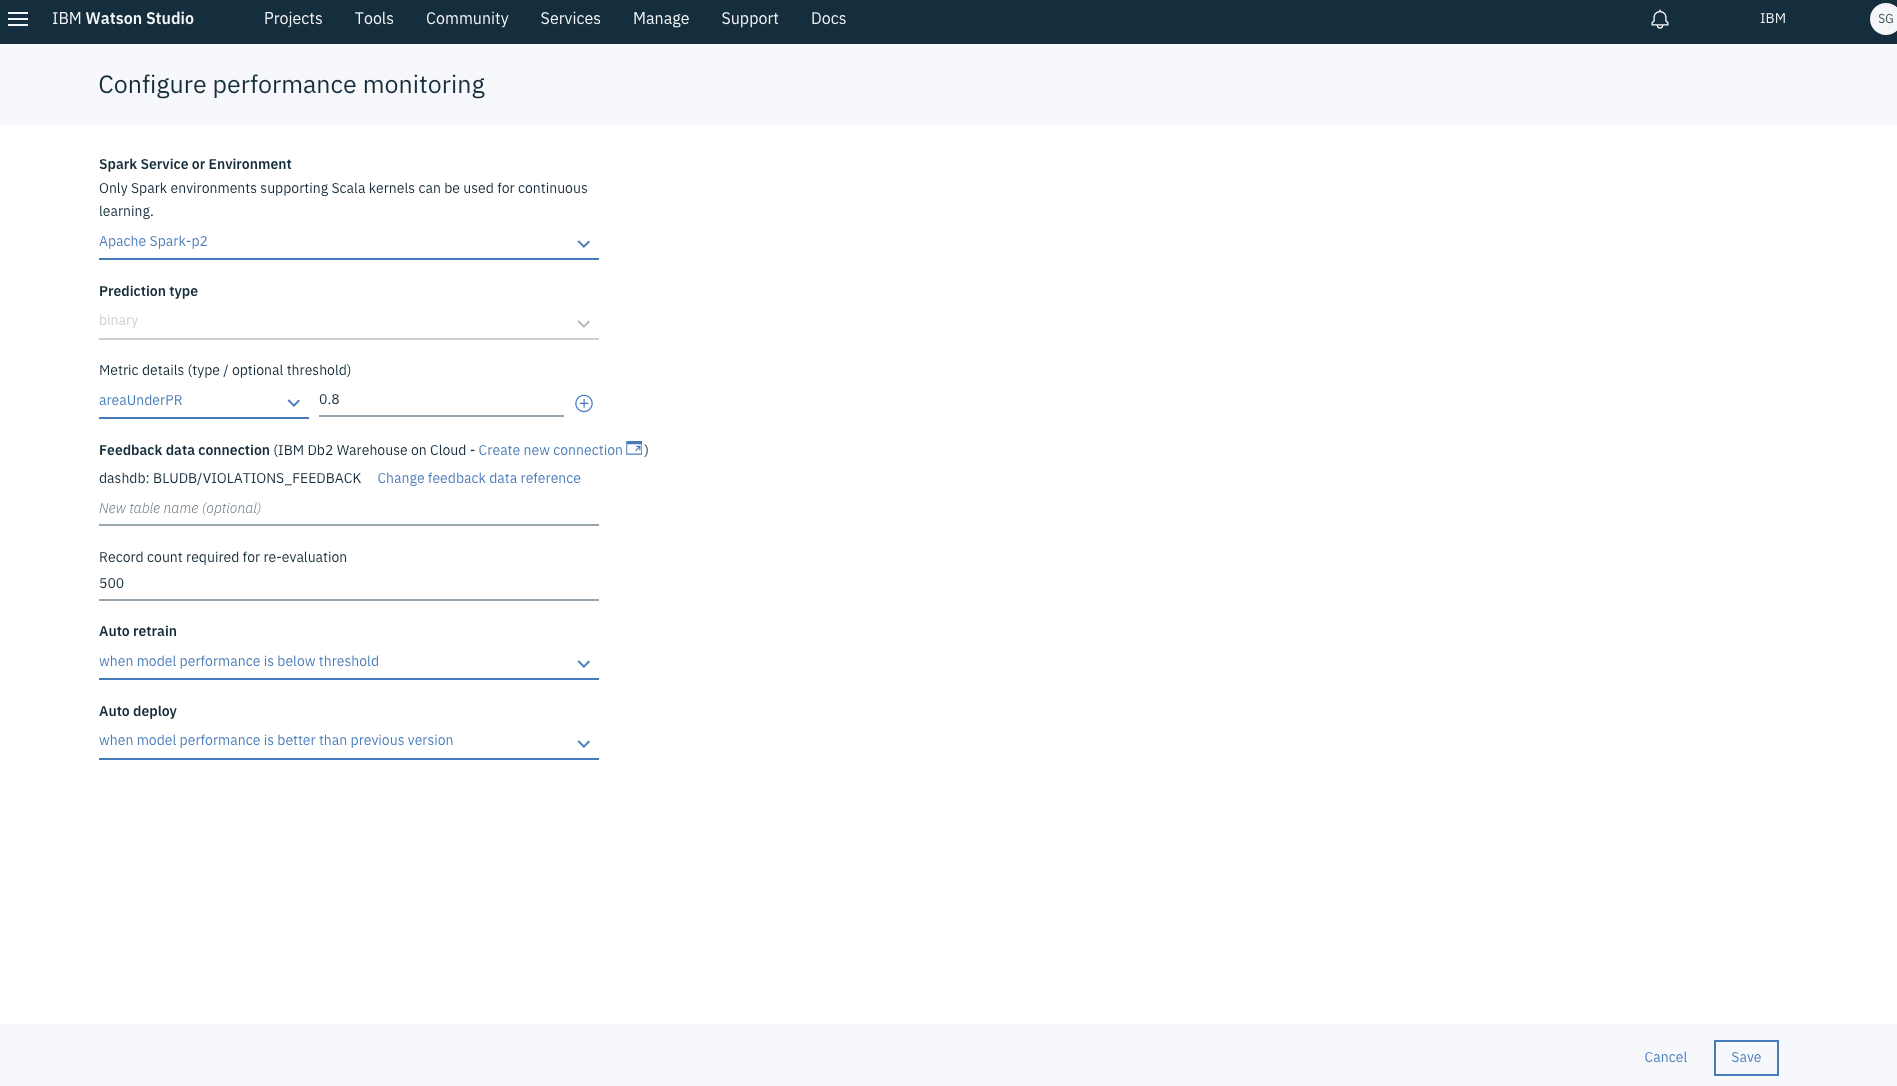 IBM Watson Studio Projects Tools Community Services Manage Support Docs IBM SG
Configure performance monitoring
Spark Service or Environment
Only Spark environments supporting Scala kernels can be used for continuous
learning.
Apache Spark-p2
Prediction type
binary
Metric details (type / optional threshold)
areaUnderPR 0.8
Feedback data connection (IBM Db2 Warehouse on Cloud - Create new connection )
dashdb: BLUDB/VIOLATIONS_FEEDBACK Change feedback data reference
New table name (optional)
Record count required for re-evaluation
500
Auto retrain
when model performance is below threshold
Auto deploy
when model performance is better than previous version
Cancel Save